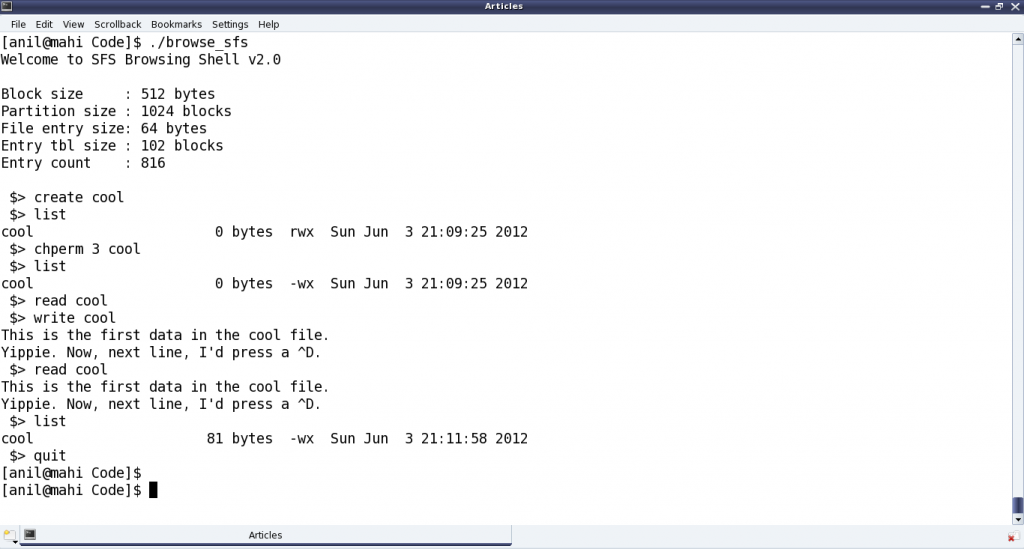 Articles
File Edit View Scrollback Bookmarks Settings Help
[anil@mahi Code]$ ./browse_sfs
Welcome to SFS Browsing Shell v2.0
Block size     : 512 bytes
Partition size : 1024 blocks
File entry size: 64 bytes
Entry tbl size : 102 blocks
Entry count    : 816
 $> create cool
 $> list
cool                      0 bytes  rwx  Sun Jun  3 21:09:25 2012
 $> chperm 3 cool
 $> list
cool                      0 bytes  -wx  Sun Jun  3 21:09:25 2012
 $> read cool
 $> write cool
This is the first data in the cool file.
Yippie. Now, next line, I'd press a ^D.
 $> read cool
This is the first data in the cool file.
Yippie. Now, next line, I'd press a ^D.
 $> list
cool                     81 bytes  -wx  Sun Jun  3 21:11:58 2012
 $> quit
[anil@mahi Code]$
[anil@mahi Code]$
Articles